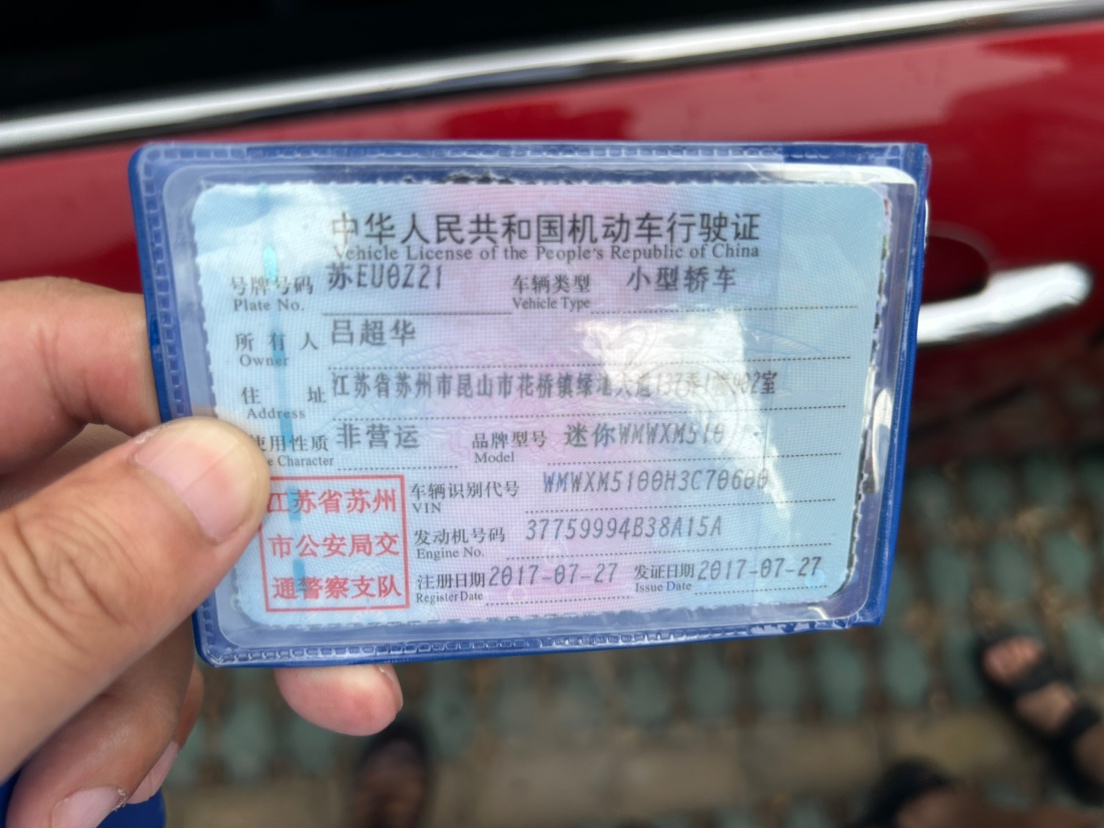 中华人民共和国机动车行驶证
Vehicle License of the People's Republic of China
号牌号码 苏EU0Z21 车辆类型 小型轿车
Plate No. Vehicle Type
所有人 吕超华
Owner
住址 江苏省苏州市昆山市花桥镇绿地大道
Address
使用性质 非营运 品牌型号 迷你WMWXM510
e Character Model
车辆识别代号 WMWXM5100H3C70600
VIN
发动机号码 37759994B38A15A
Engine No.
注册日期 2017-07-27 发证日期 2017-07-27
Register Date Issue Date
江苏省苏州
市公安局交
通警察支队